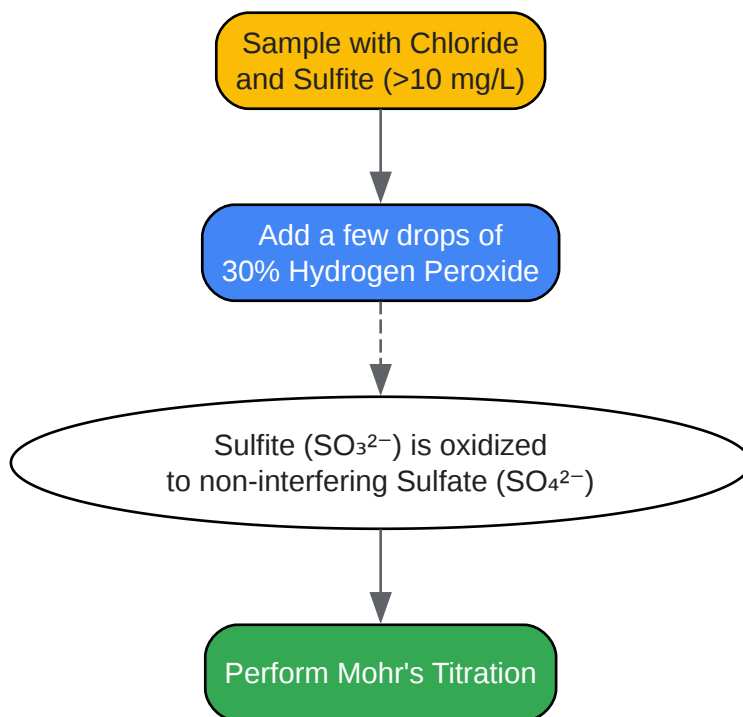 Sample with Chloride
and Sulfite (>10 mg/L)
Add a few drops of
30% Hydrogen Peroxide
Sulfite (SO₃²⁻) is oxidized
to non-interfering Sulfate (SO₄²⁻)
Perform Mohr's Titration